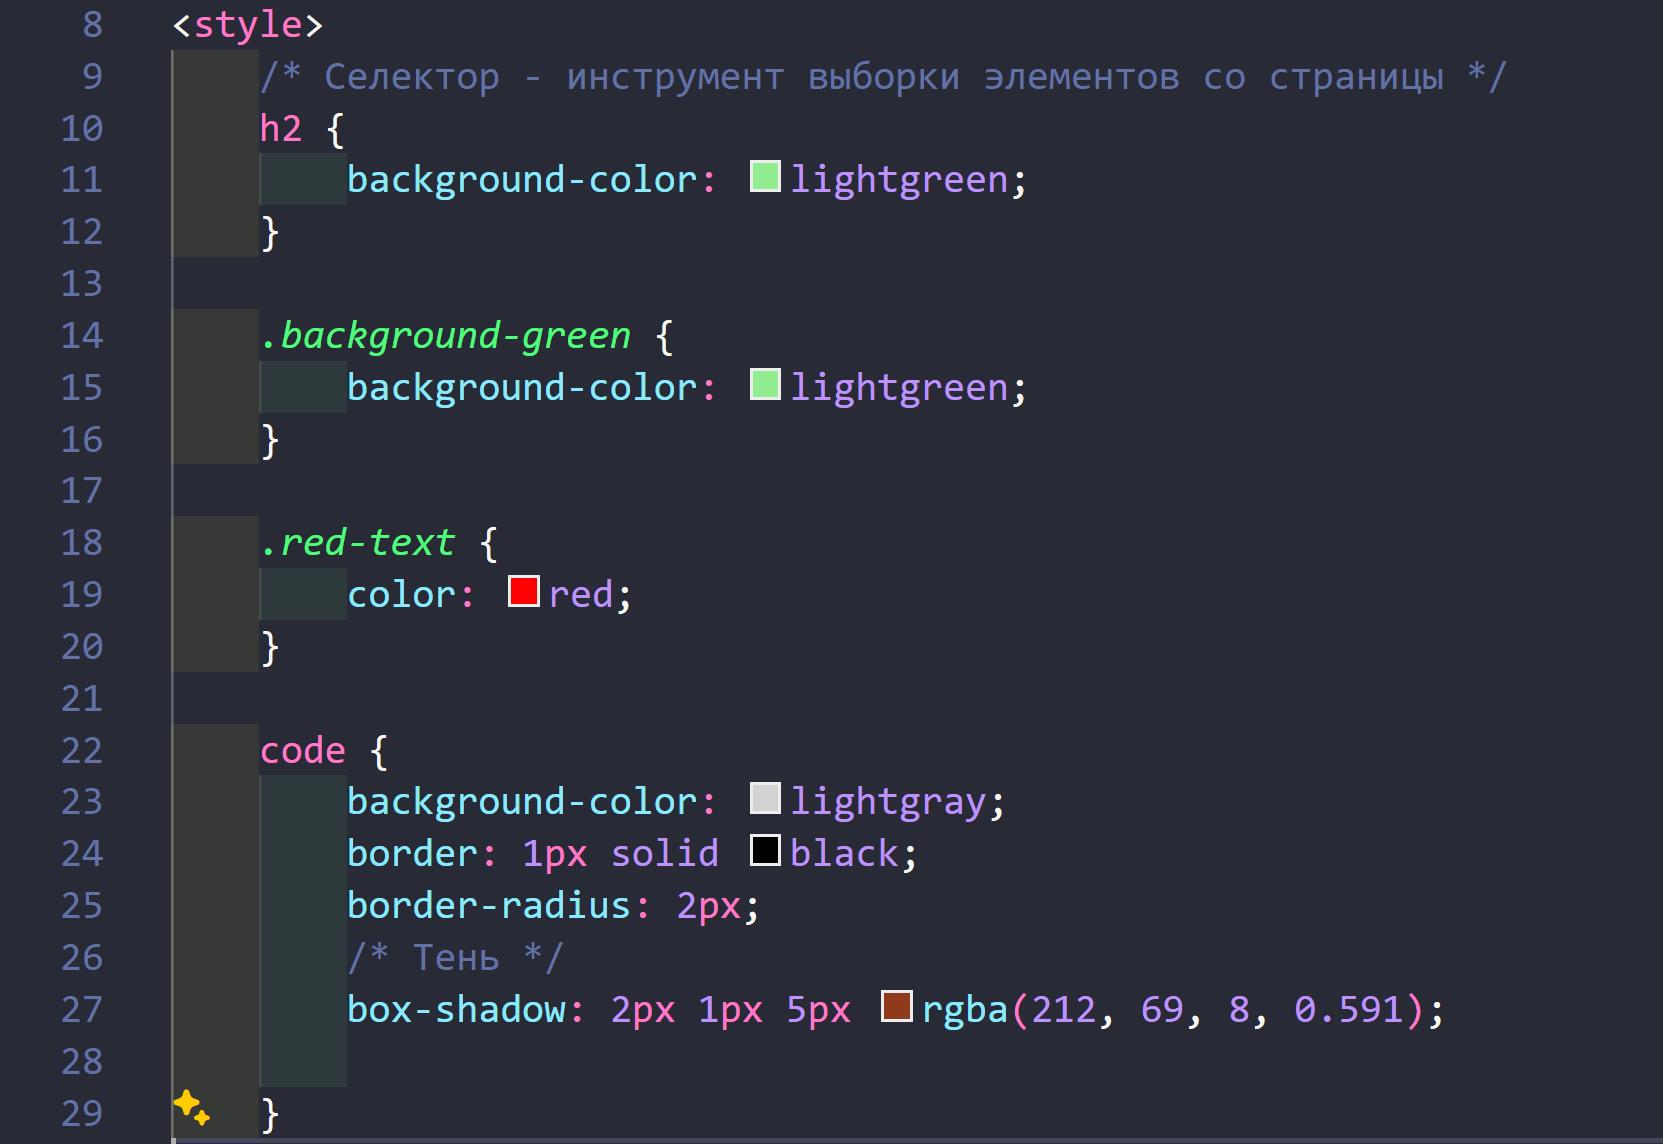 8 <style>
9 /* Селектор - инструмент выборки элементов со страницы */
10 h2 {
11 background-color: lightgreen;
12 }
13
14 .background-green {
15 background-color: lightgreen;
16 }
17
18 .red-text {
19 color: red;
20 }
21
22 code {
23 background-color: lightgray;
24 border: 1px solid black;
25 border-radius: 2px;
26 /* Тень */
27 box-shadow: 2px 1px 5px rgba(212, 69, 8, 0.591);
28
29 }